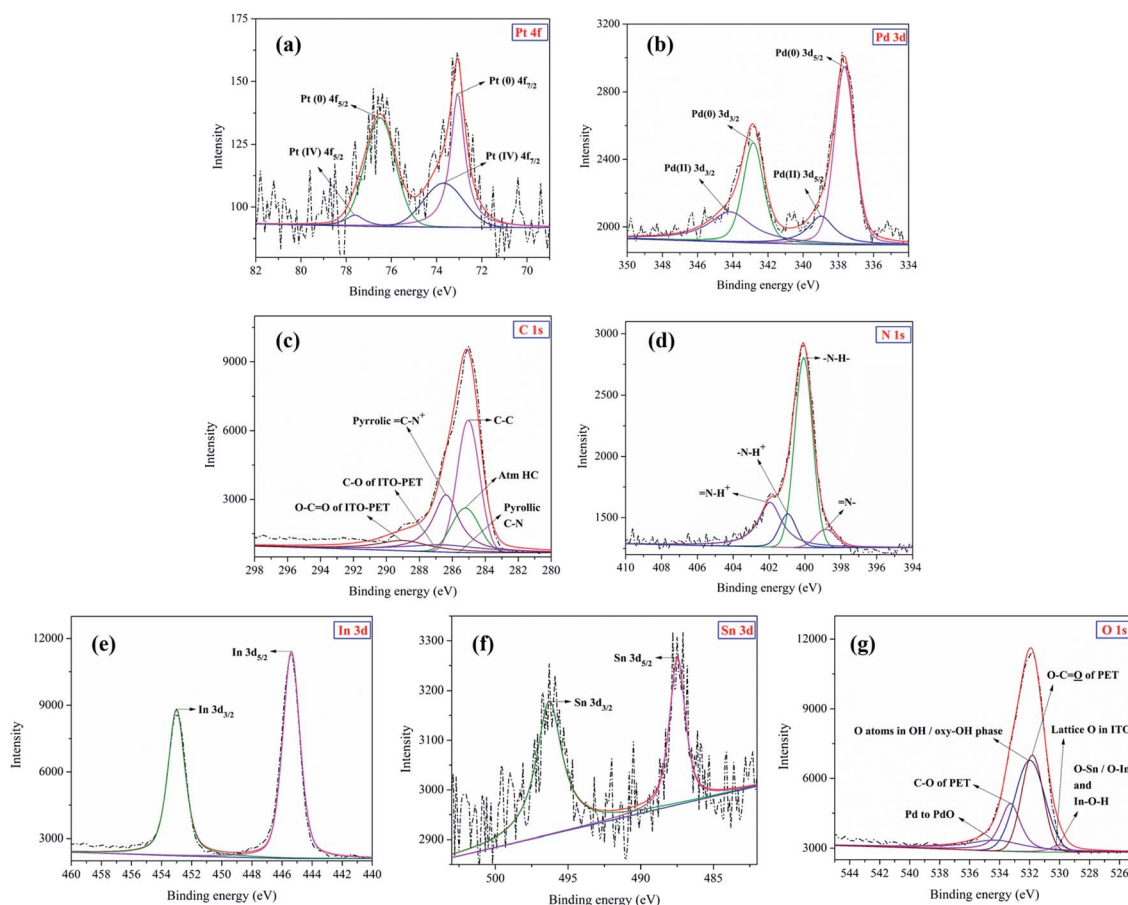 (a)
Pt 4f
175
150
125
100
Intensity
Pt (0) 4f7/2
Pt (0) 4f5/2
Pt (IV) 4f5/2
Pt (IV) 4f7/2
82 80 78 76 74 72 70
Binding energy (eV)
(b)
Pd 3d
3200
2800
2400
2000
Intensity
Pd(0) 3d5/2
Pd(0) 3d3/2
Pd(II) 3d3/2
Pd(II) 3d5/2
350 348 346 344 342 340 338 336 334
Binding energy (eV)
(c)
C 1s
9000
6000
3000
Intensity
Pyrrolic =C-N+
C-C
C-O of ITO-PET
Atm HC
O-C=O of ITO-PET
Pyrollic
C-N
298 296 294 292 290 288 286 284 282 280
Binding energy (eV)
(d)
N 1s
3000
2500
2000
1500
Intensity
-N-H-
-N-H+
=N-H+
=N-
410 408 406 404 402 400 398 396 394
Binding energy (eV)
(e)
In 3d
12000
9000
6000
3000
Intensity
In 3d5/2
In 3d3/2
460 458 456 454 452 450 448 446 444 442 440
Binding energy (eV)
(f)
Sn 3d
3300
3200
3100
3000
2900
Intensity
Sn 3d5/2
Sn 3d3/2
500 495 490 485
Binding energy (eV)
(g)
O 1s
12000
9000
6000
3000
Intensity
O-C=O of PET
O atoms in OH / oxy-OH phase
Lattice O in ITO
C-O of PET
O-Sn / O-In
and
In-O-H
Pd to PdO
544 542 540 538 536 534 532 530 528 526
Binding energy (eV)